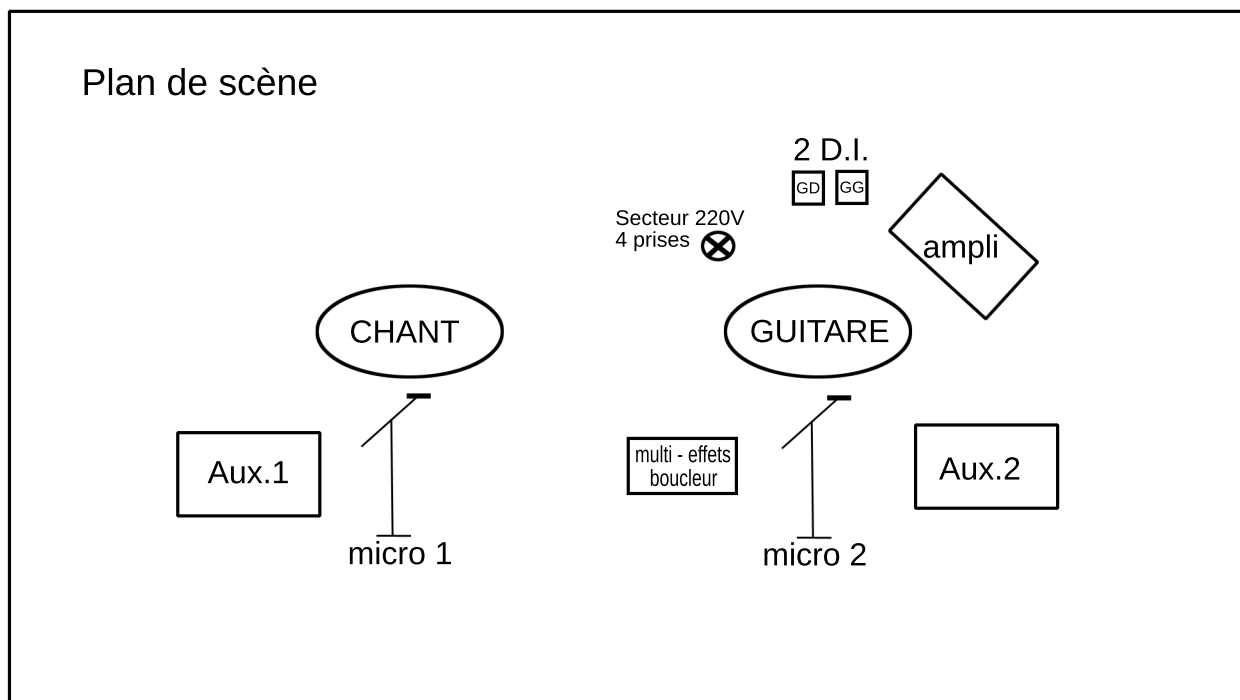 Plan de scène
2 D.I.
GD GG
Secteur 220V
4 prises
ampli
CHANT
GUITARE
Aux.1
multi - effets
boucleur
Aux.2
micro 1
micro 2